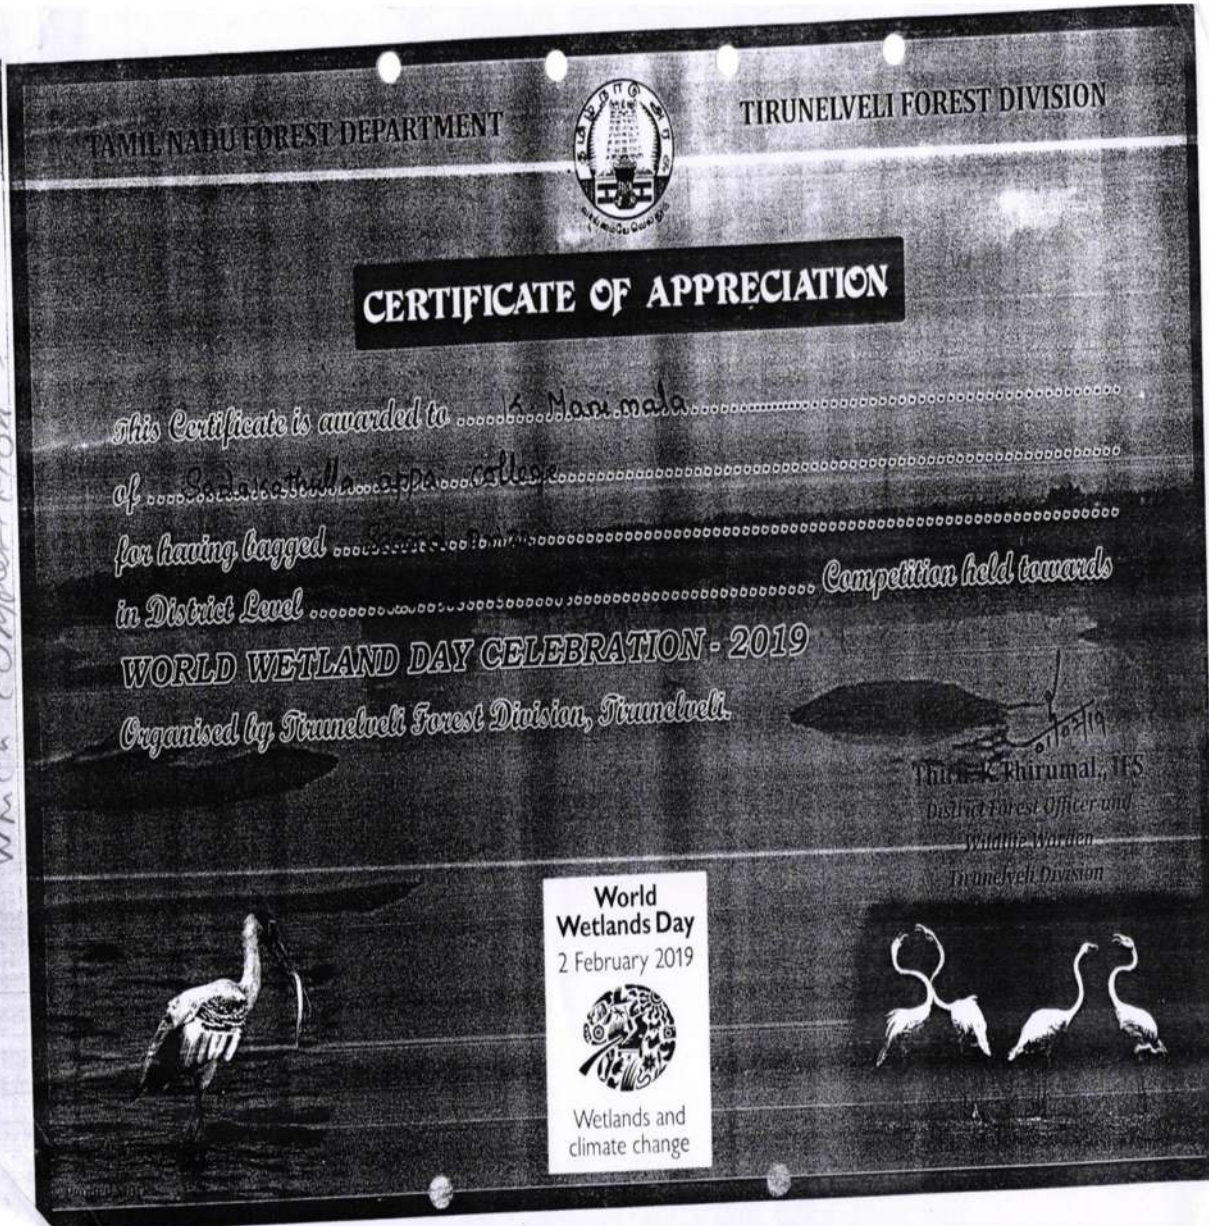 TAMIL NADU FOREST DEPARTMENT
TIRUNELVELI FOREST DIVISION
CERTIFICATE OF APPRECIATION
This Certificate is awarded to K. Manimala
of Sadakathulla appa college
for having bagged
in District Level Competition held towards
WORLD WETLAND DAY CELEBRATION - 2019
Organised by Tirunelveli Forest Division, Tirunelveli.
Thiru. K. Thirumal., IFS
District Forest Officer and
Wildlife Warden
Tirunelveli Division
World
Wetlands Day
2 February 2019
Wetlands and
climate change
COMPETITION